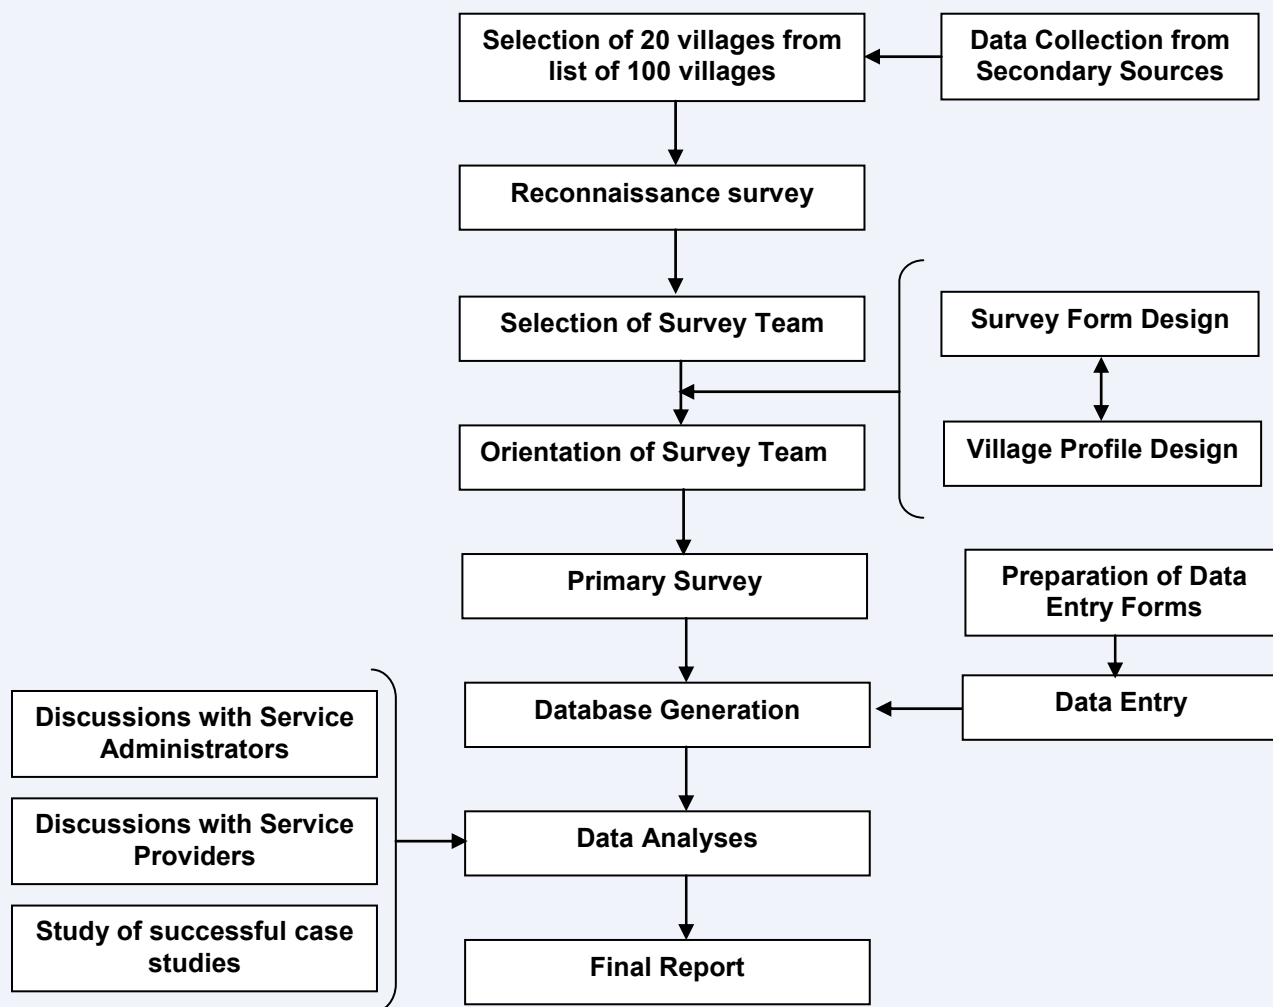 Selection of 20 villages from
list of 100 villages
Data Collection from
Secondary Sources
Reconnaissance survey
Selection of Survey Team
Survey Form Design
Orientation of Survey Team
Village Profile Design
Primary Survey
Preparation of Data
Entry Forms
Database Generation
Data Entry
Discussions with Service
Administrators
Discussions with Service
Providers
Data Analyses
Study of successful case
studies
Final Report